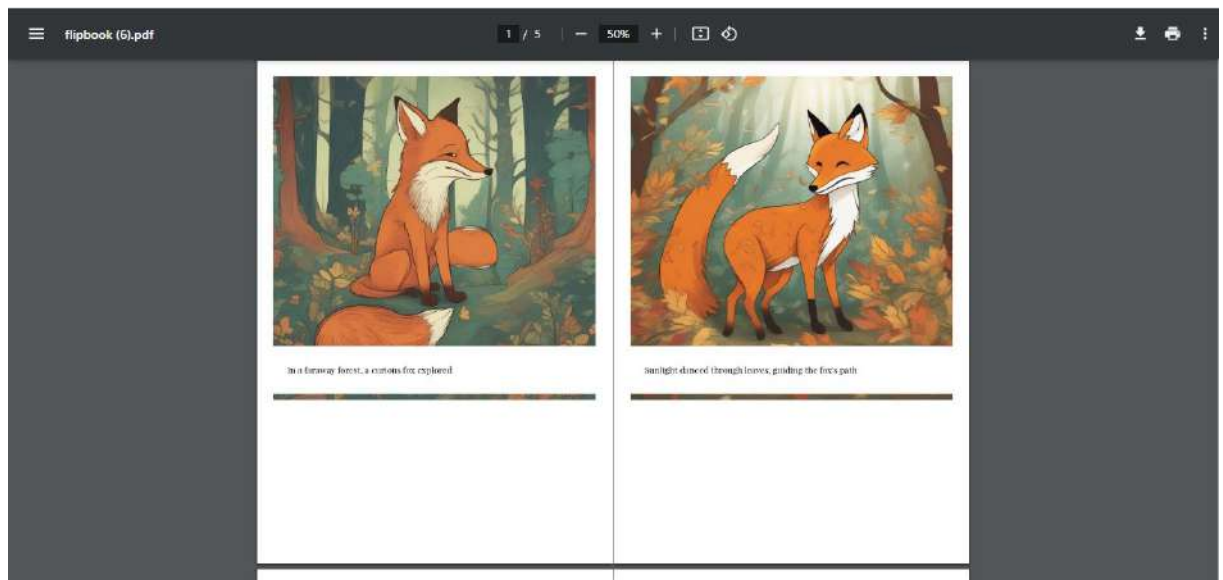 flipbook (6).pdf
1 / 5
50%
In a faraway forest, a curious fox explored
Sunlight danced through leaves, guiding the fox's path